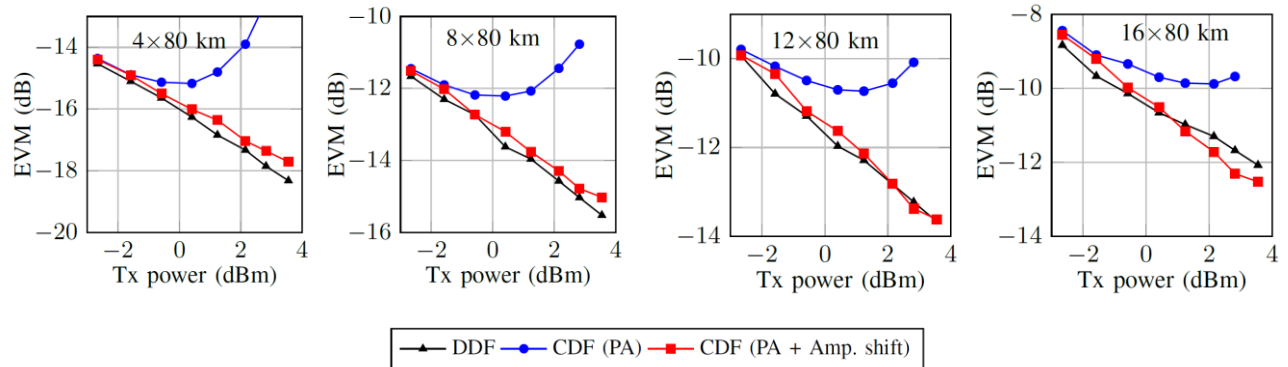 4×80 km
EVM (dB)
−14
−16
−18
−20
−2
0
2
4
Tx power (dBm)
8×80 km
EVM (dB)
−10
−12
−14
−16
−2
0
2
4
Tx power (dBm)
12×80 km
EVM (dB)
−10
−12
−14
−2
0
2
4
Tx power (dBm)
16×80 km
EVM (dB)
−8
−10
−12
−14
−2
0
2
4
Tx power (dBm)
DDF CDF (PA) CDF (PA + Amp. shift)